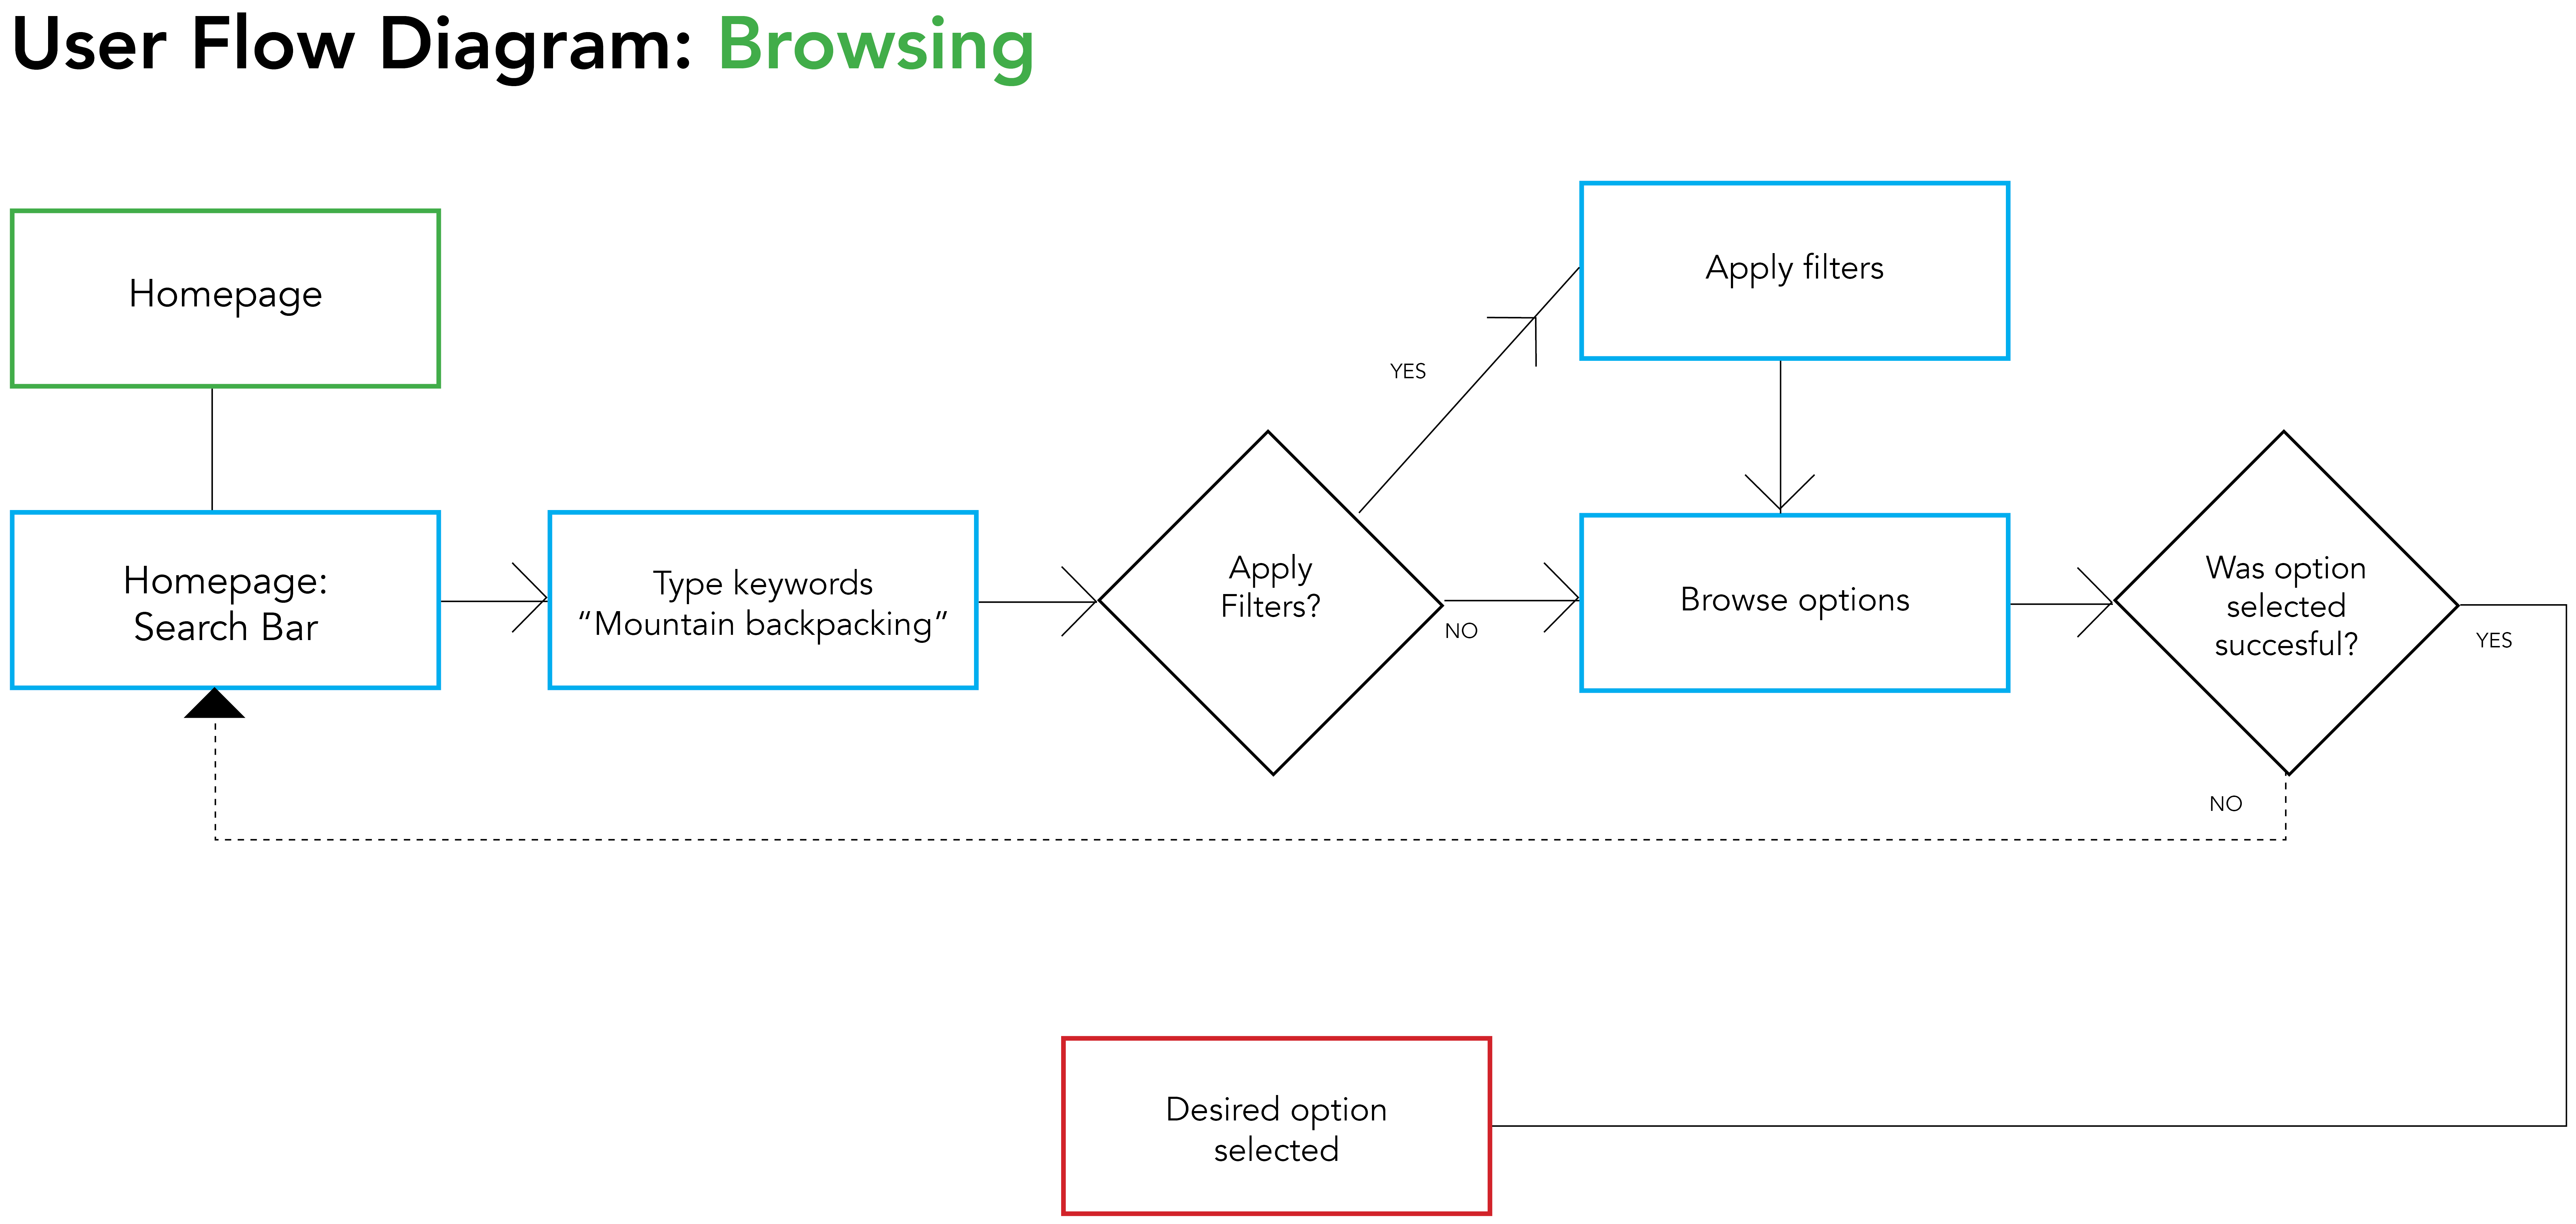 User Flow Diagram: Browsing
Homepage
Apply filters
YES
Homepage:
Search Bar
Type keywords
“Mountain backpacking”
Apply
Filters?
NO
Browse options
Was option
selected
succesful?
YES
NO
Desired option
selected